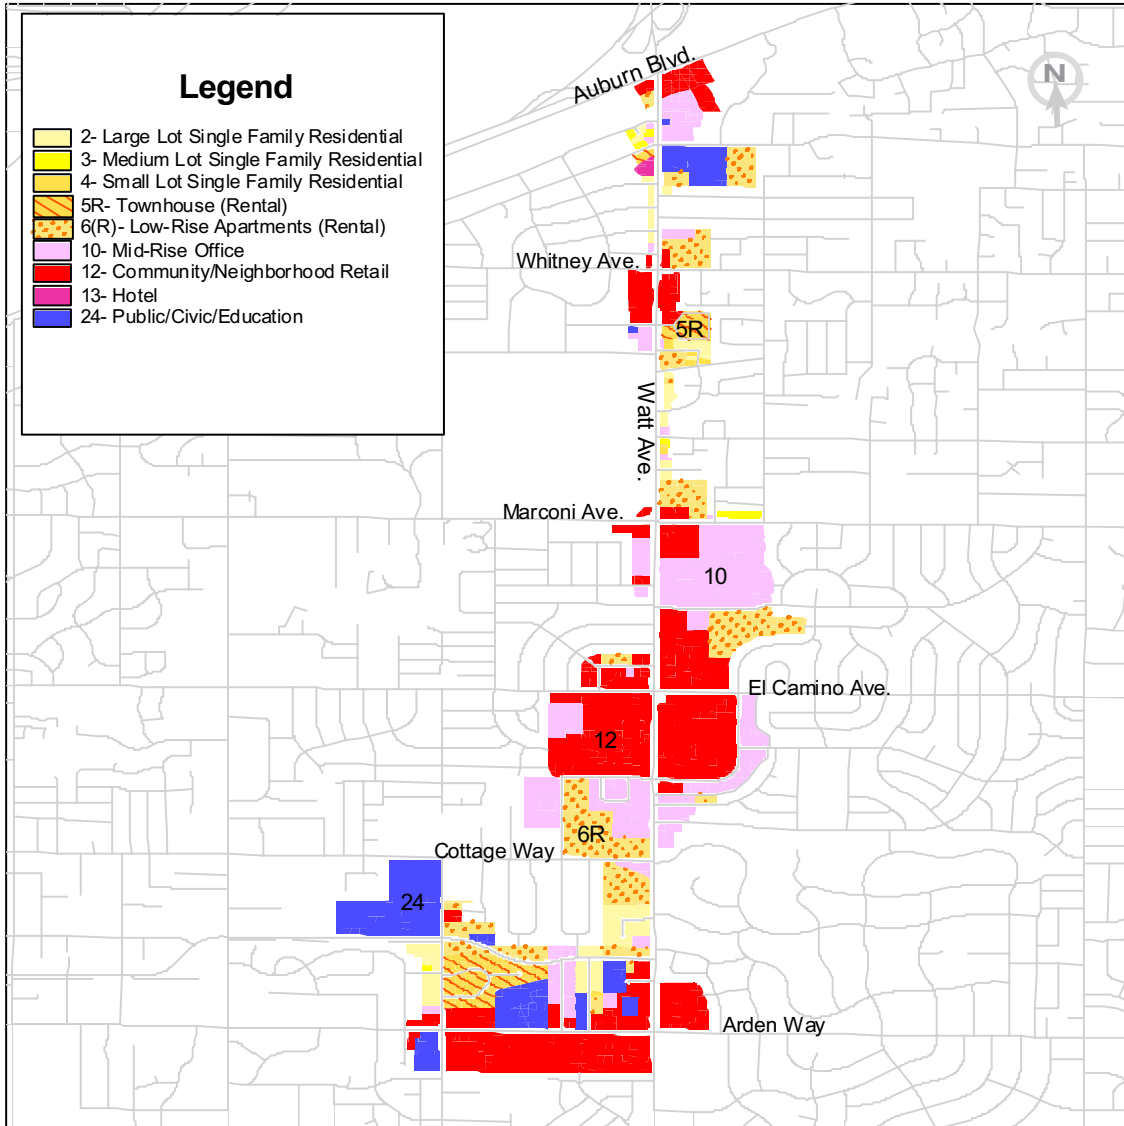 Legend
2- Large Lot Single Family Residential
3- Medium Lot Single Family Residential
4- Small Lot Single Family Residential
5R- Townhouse (Rental)
6(R)- Low-Rise Apartments (Rental)
10- Mid-Rise Office
12- Community/Neighborhood Retail
13- Hotel
24- Public/Civic/Education
Auburn Blvd.
N
Whitney Ave.
5R
Watt Ave.
Marconi Ave.
10
El Camino Ave.
12
6R
Cottage Way
24
Arden Way